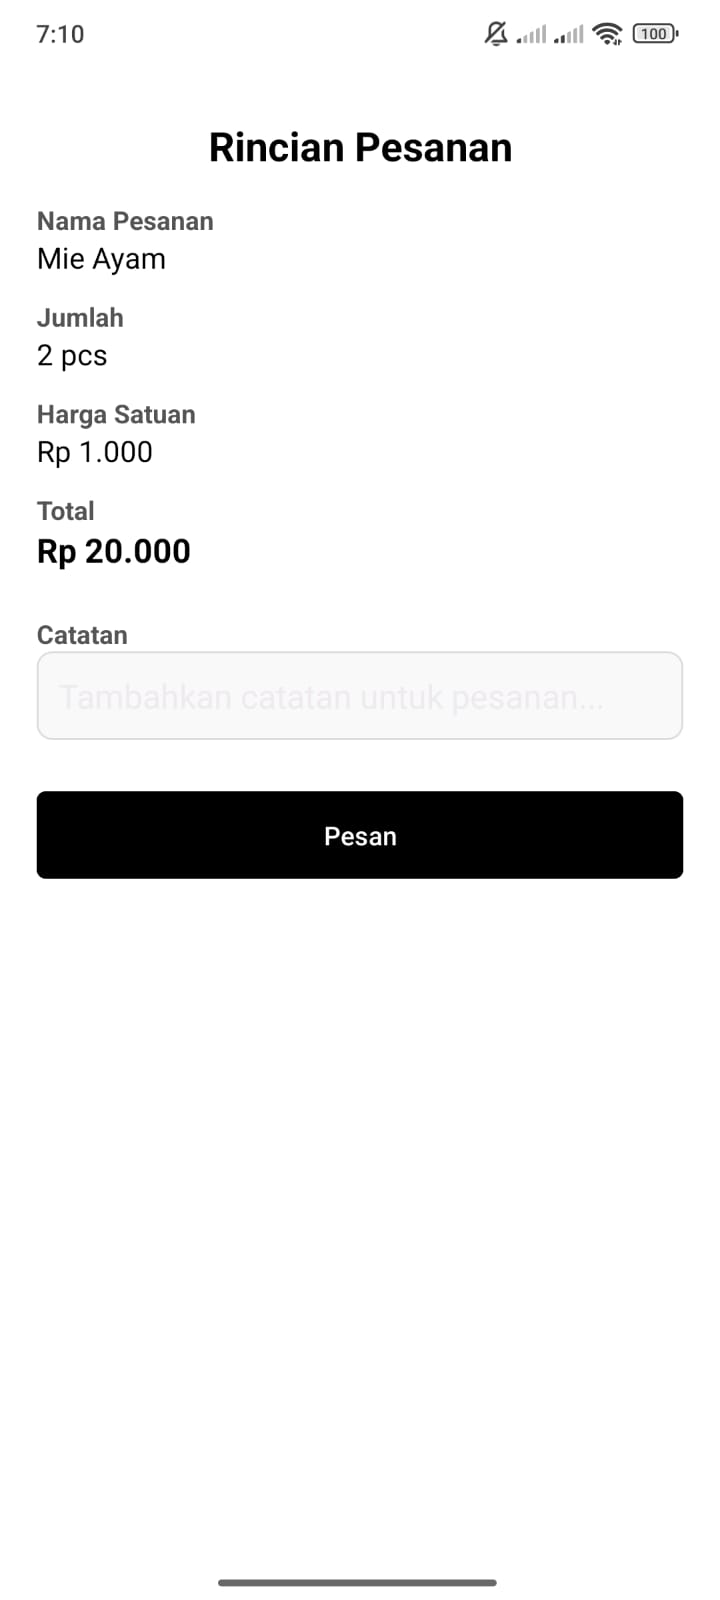 7:10
100
Rincian Pesanan
Nama Pesanan
Mie Ayam
Jumlah
2 pcs
Harga Satuan
Rp 1.000
Total
Rp 20.000
Catatan
Tambahkan catatan untuk pesanan...
Pesan